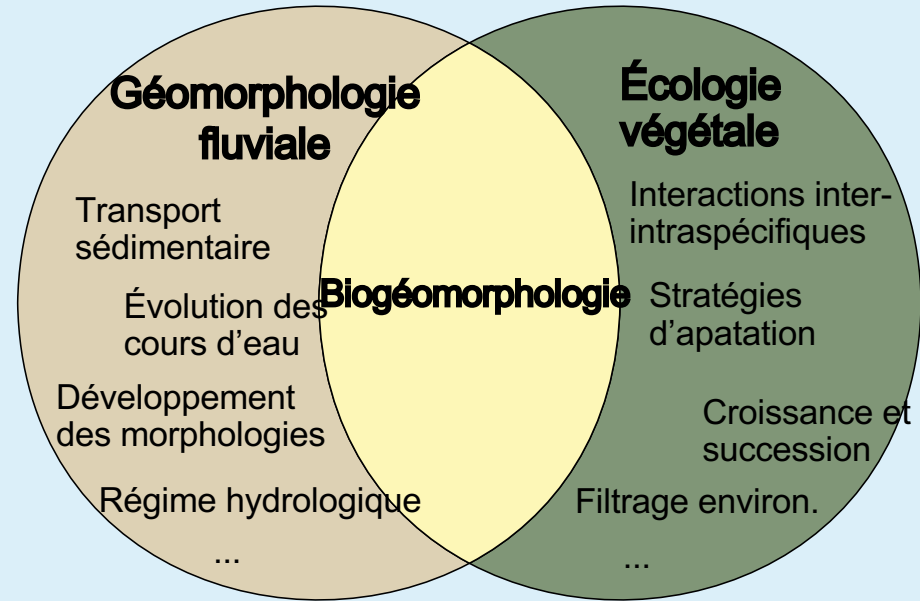 Géomorphologie
fluviale
Transport
sédimentaire
Évolution des
cours d'eau
Développement
des morphologies
Régime hydrologique
...
Biogéomorphologie
Écologie
végétale
Interactions inter-
intraspécifiques
Stratégies
d'apatation
Croissance et
succession
Filtrage environ.
...